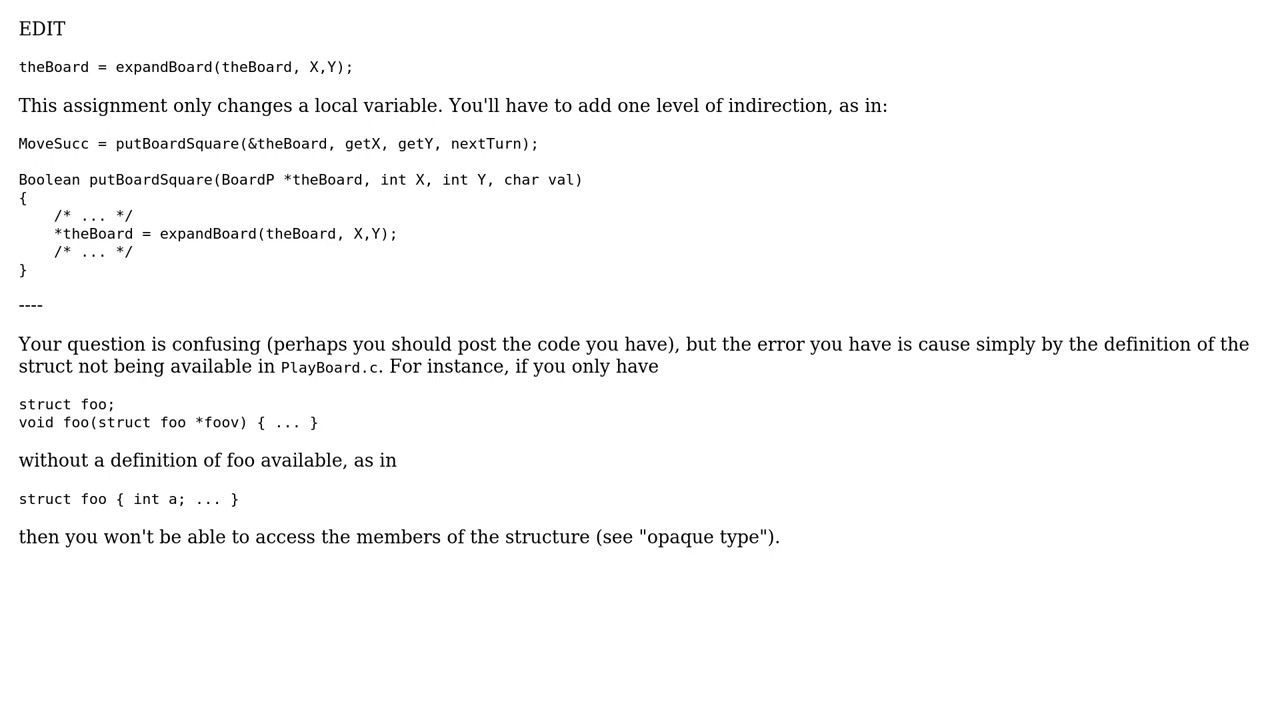 EDIT
theBoard = expandBoard(theBoard, X,Y);
This assignment only changes a local variable. You'll have to add one level of indirection, as in:
MoveSucc = putBoardSquare(&theBoard, getX, getY, nextTurn);
Boolean putBoardSquare(BoardP *theBoard, int X, int Y, char val)
{
    /* ... */
    *theBoard = expandBoard(theBoard, X,Y);
    /* ... */
}
----
Your question is confusing (perhaps you should post the code you have), but the error you have is cause simply by the definition of the
struct not being available in PlayBoard.c. For instance, if you only have
struct foo;
void foo(struct foo *foov) { ... }
without a definition of foo available, as in
struct foo { int a; ... }
then you won't be able to access the members of the structure (see "opaque type").